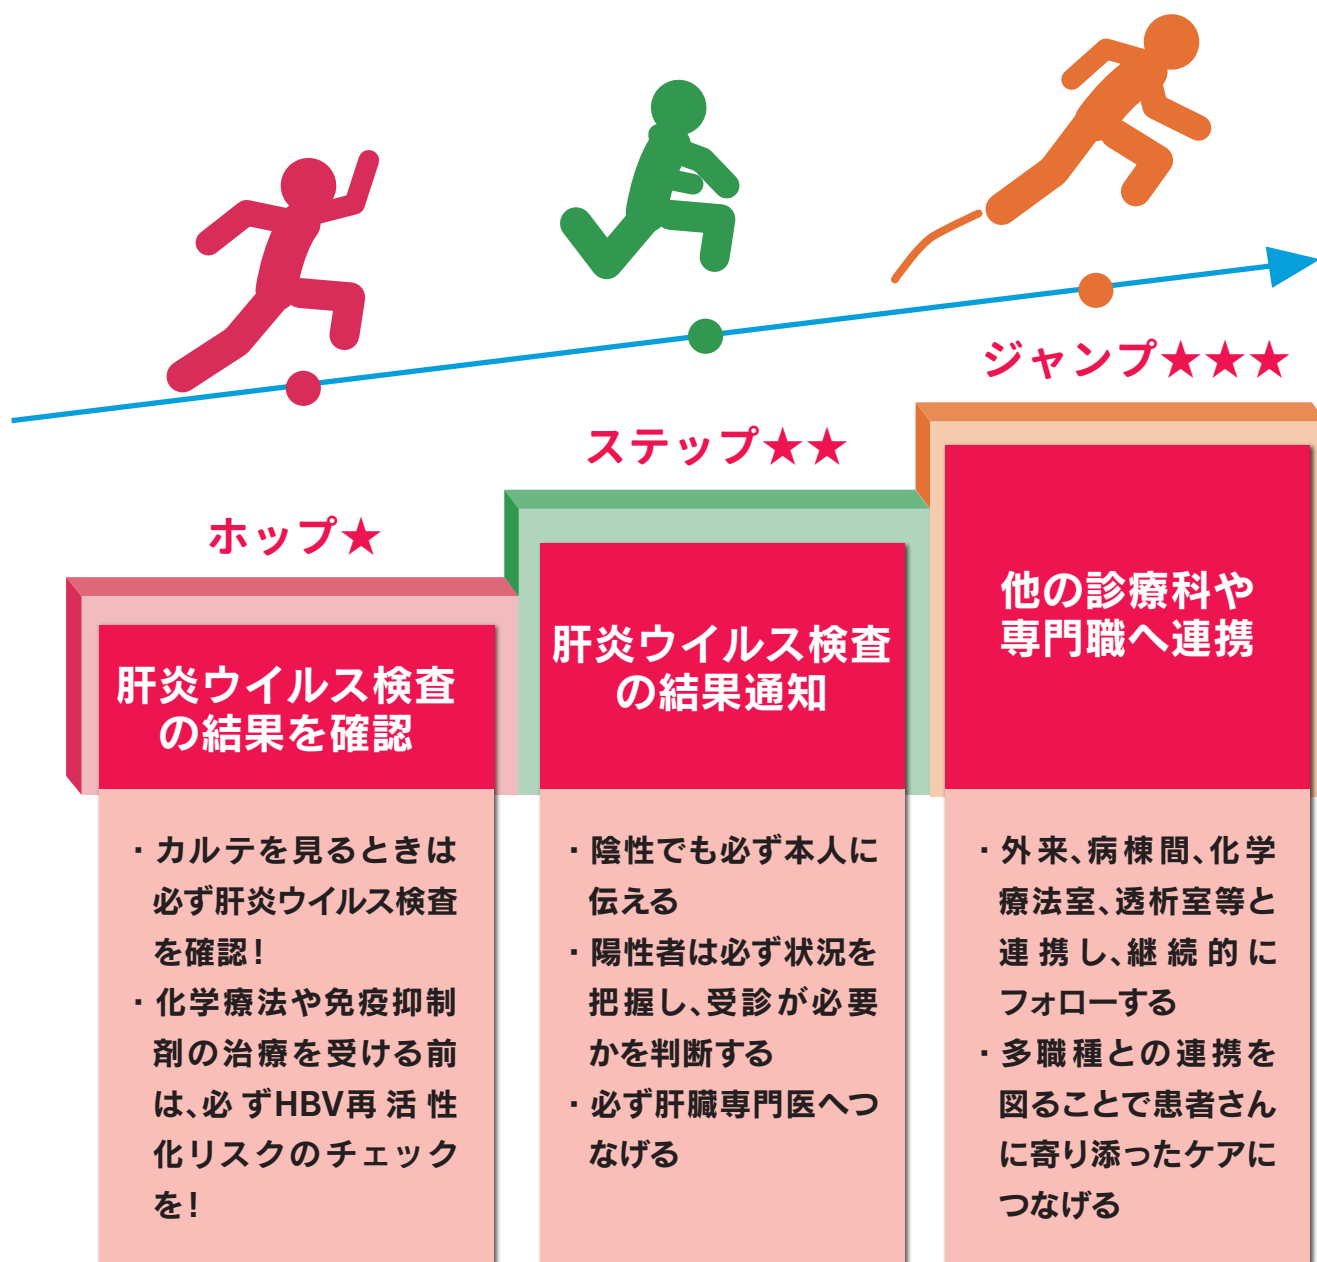 ホップ★
肝炎ウイルス検査
の結果を確認
・カルテを見るときは
必ず肝炎ウイルス検査
を確認！
・化学療法や免疫抑制
剤の治療を受ける前
は、必ずHBV再活性
化リスクのチェック
を！
ステップ★★
肝炎ウイルス検査
の結果通知
・陰性でも必ず本人に
伝える
・陽性者は必ず状況を
把握し、受診が必要
かを判断する
・必ず肝臓専門医へつ
なげる
ジャンプ★★★
他の診療科や
専門職へ連携
・外来、病棟間、化学
療法室、透析室等と
連携し、継続的に
フォローする
・多職種との連携を
図ることで患者さん
に寄り添ったケアに
つなげる